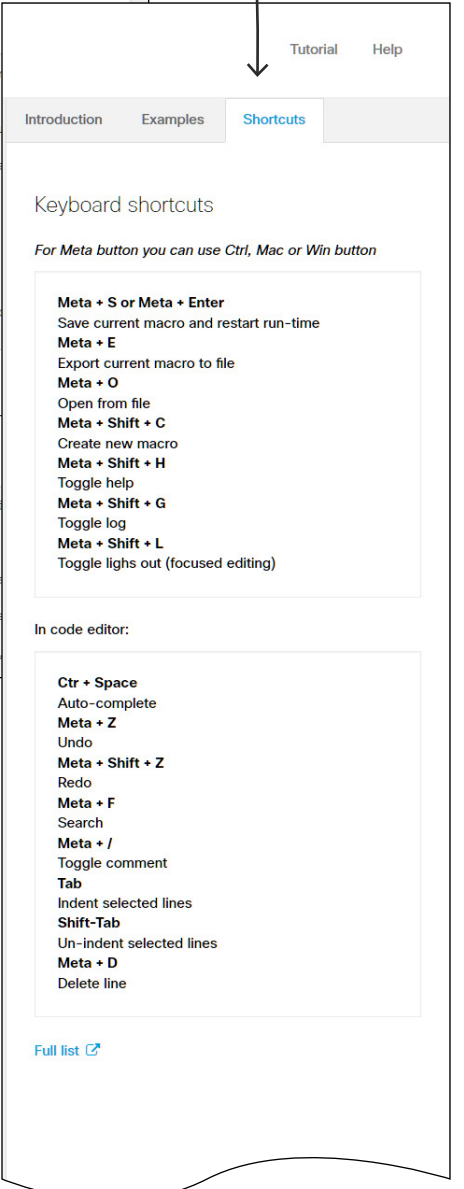 Tutorial Help
Introduction Examples Shortcuts
Keyboard shortcuts
For Meta button you can use Ctrl, Mac or Win button
Meta + S or Meta + Enter
Save current macro and restart run-time
Meta + E
Export current macro to file
Meta + O
Open from file
Meta + Shift + C
Create new macro
Meta + Shift + H
Toggle help
Meta + Shift + G
Toggle log
Meta + Shift + L
Toggle lighs out (focused editing)
In code editor:
Ctr + Space
Auto-complete
Meta + Z
Undo
Meta + Shift + Z
Redo
Meta + F
Search
Meta + /
Toggle comment
Tab
Indent selected lines
Shift-Tab
Un-indent selected lines
Meta + D
Delete line
Full list